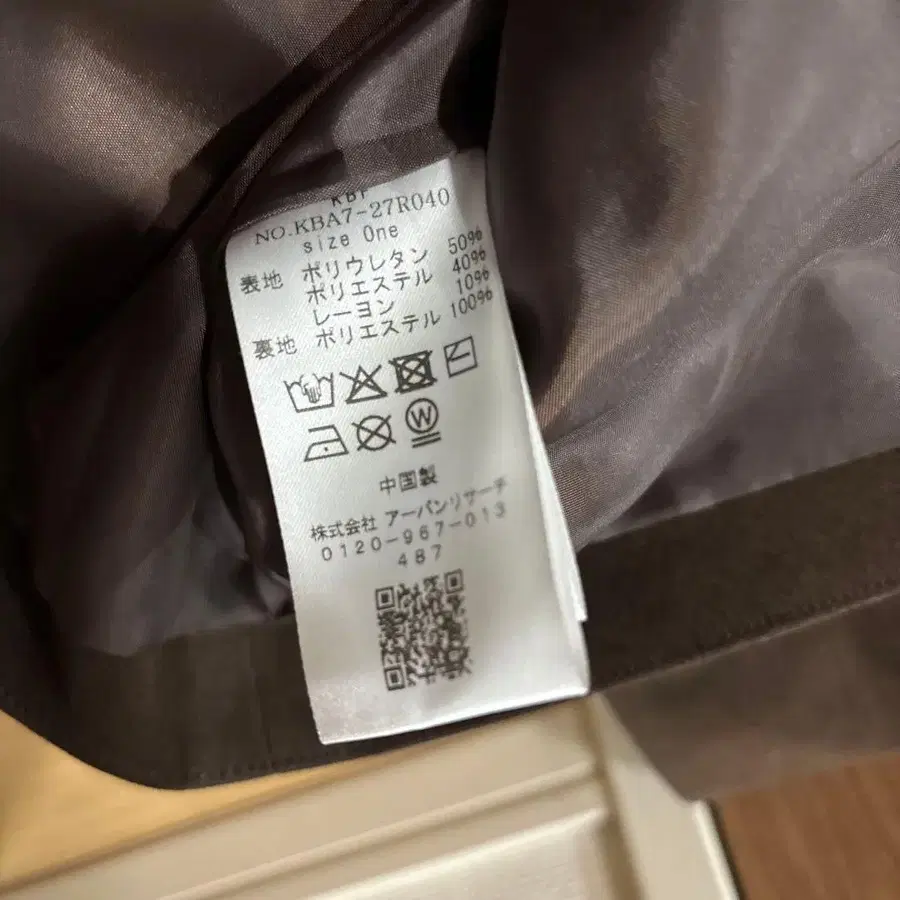 KBF
NO.KBA7-27R040
size One
表地 ポリウレタン 50%
ポリエステル 40%
レーヨン 10%
裏地 ポリエステル 100%
W
中国製
株式会社 アーバンリサーチ
0120-967-013
487